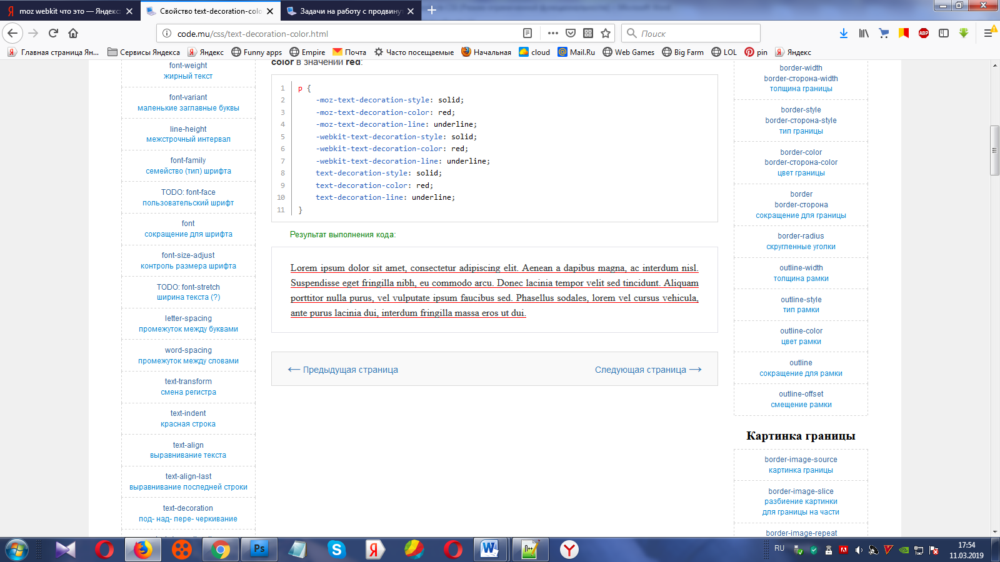 moz webkit что это — Яндекс
Свойство text-decoration-colo
Задачи на работу с продвинут
code.mu/css/text-decoration-color.html
Поиск
Главная страница Ян...
Сервисы Яндекса
Яндекс
Funny apps
Empire
Почта
Часто посещаемые
Начальная
cloud
Mail.Ru
Web Games
Big Farm
LOL
pin
Яндекс
font-weight
жирный текст
font-variant
маленькие заглавные буквы
line-height
межстрочный интервал
font-family
семейство (тип) шрифта
TODO: font-face
пользовательский шрифт
font
сокращение для шрифта
font-size-adjust
контроль размера шрифта
TODO: font-stretch
ширина текста (?)
letter-spacing
промежуток между буквами
word-spacing
промежуток между словами
text-transform
смена регистра
text-indent
красная строка
text-align
выравнивание текста
text-align-last
выравнивание последней строки
text-decoration
под- над- пере- черкивание
color в значении red:
1 p {
2 -moz-text-decoration-style: solid;
3 -moz-text-decoration-color: red;
4 -moz-text-decoration-line: underline;
5 -webkit-text-decoration-style: solid;
6 -webkit-text-decoration-color: red;
7 -webkit-text-decoration-line: underline;
8 text-decoration-style: solid;
9 text-decoration-color: red;
10 text-decoration-line: underline;
11 }
Результат выполнения кода:
Lorem ipsum dolor sit amet, consectetur adipiscing elit. Aenean a dapibus magna, ac interdum nisl.
Suspendisse eget fringilla nibh, eu commodo arcu. Donec lacinia tempor velit sed tincidunt. Aliquam
porttitor nulla purus, vel vulputate ipsum faucibus sed. Phasellus sodales, lorem vel cursus vehicula,
ante purus lacinia dui, interdum fringilla massa eros ut dui.
← Предыдущая страница
Следующая страница →
border-width
border-сторона-width
толщина границы
border-style
border-сторона-style
тип границы
border-color
border-сторона-color
цвет границы
border
border-сторона
сокращение для границы
border-radius
скругленные уголки
outline-width
толщина рамки
outline-style
тип рамки
outline-color
цвет рамки
outline
сокращение для рамки
outline-offset
смещение рамки
Картинка границы
border-image-source
картинка границы
border-image-slice
разбиение картинки
для границы на части
border-image-repeat
RU
17:54
11.03.2019